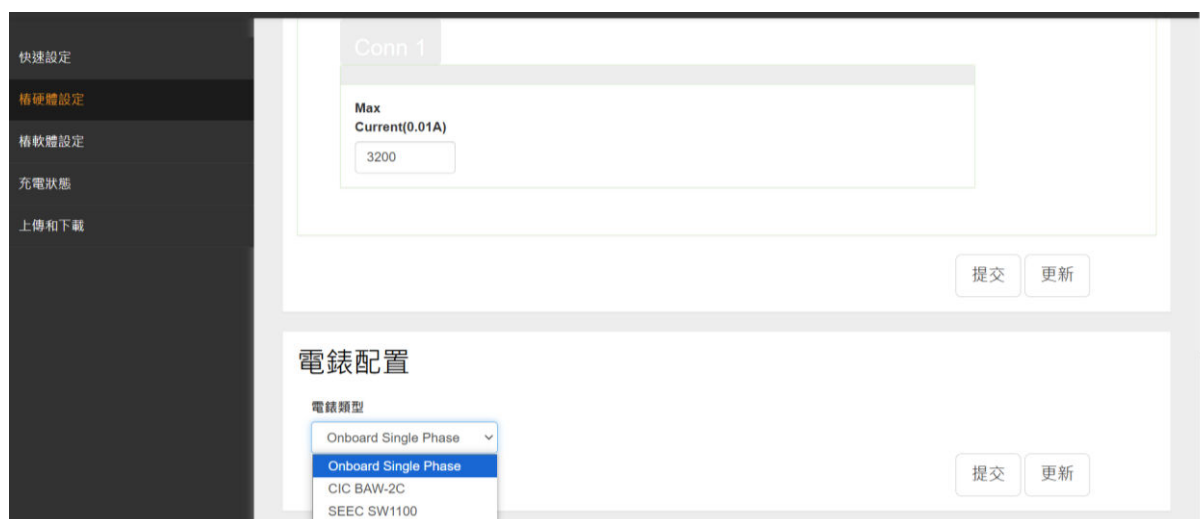 快速設定
樁硬體設定
樁軟體設定
充電狀態
上傳和下載
Conn 1
Max
Current(0.01A)
3200
提交 更新
電錶配置
電錶類型
Onboard Single Phase
Onboard Single Phase
CIC BAW-2C
SEEC SW1100
提交 更新